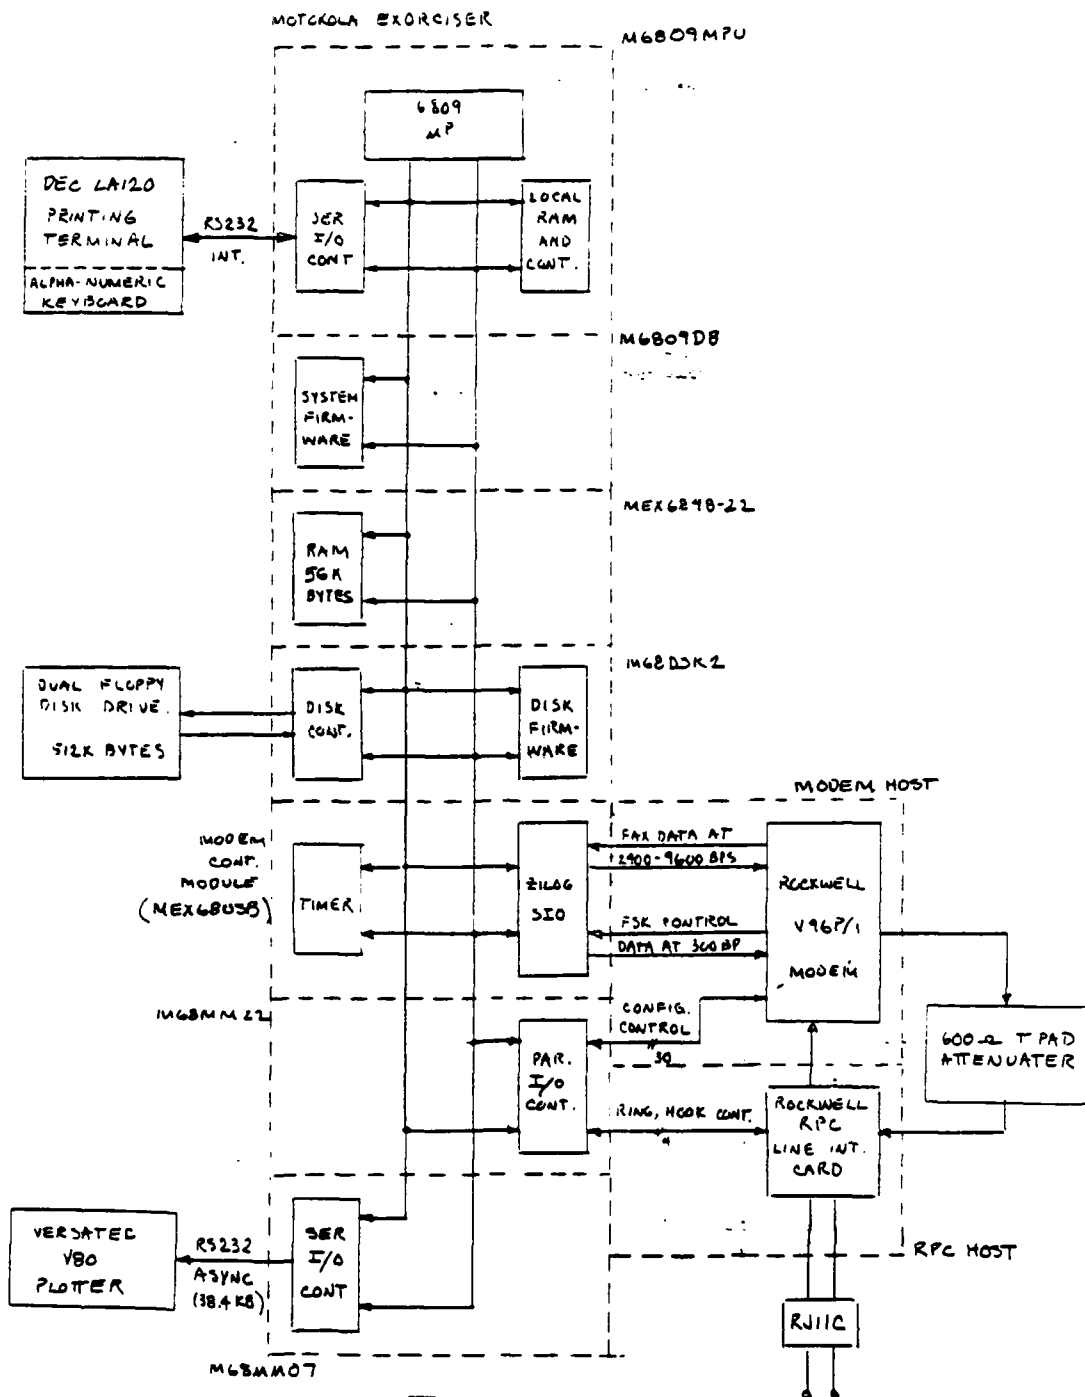 MOTOROLA EXORCISER
M6809MPU
6809
µP
DEC LA120
PRINTING
TERMINAL
ALPHA-NUMERIC
KEYBOARD
RS232
INT.
SER
I/O
CONT
LOCAL
RAM
AND
CONT.
M6809DB
SYSTEM
FIRM-
WARE
MEX6848-22
RAM
56K
BYTES
M68DSK2
DUAL FLOPPY
DISK DRIVE.
512K BYTES
DISK
CONT.
DISK
FIRM-
WARE
MODEM HOST
MODEM
CONT.
MODULE
(MEX68USB)
TIMER
ZILOG
SIO
FAX DATA AT
2400-9600 BPS
FSK CONTROL
DATA AT 300 BP
ROCKWELL
V96P/1
MODEM
M68MM22
CONFIG.
CONTROL
30
PAR.
I/O
CONT.
600-Ω T PAD
ATTENUATER
RING, HOOK CONT.
4
ROCKWELL
RPC
LINE INT.
CARD
VERSATEC
V80
PLOTTER
RS232
ASYNC
(38.4 KB)
SER
I/O
CONT
RPC HOST
RJ11C
M68MM07